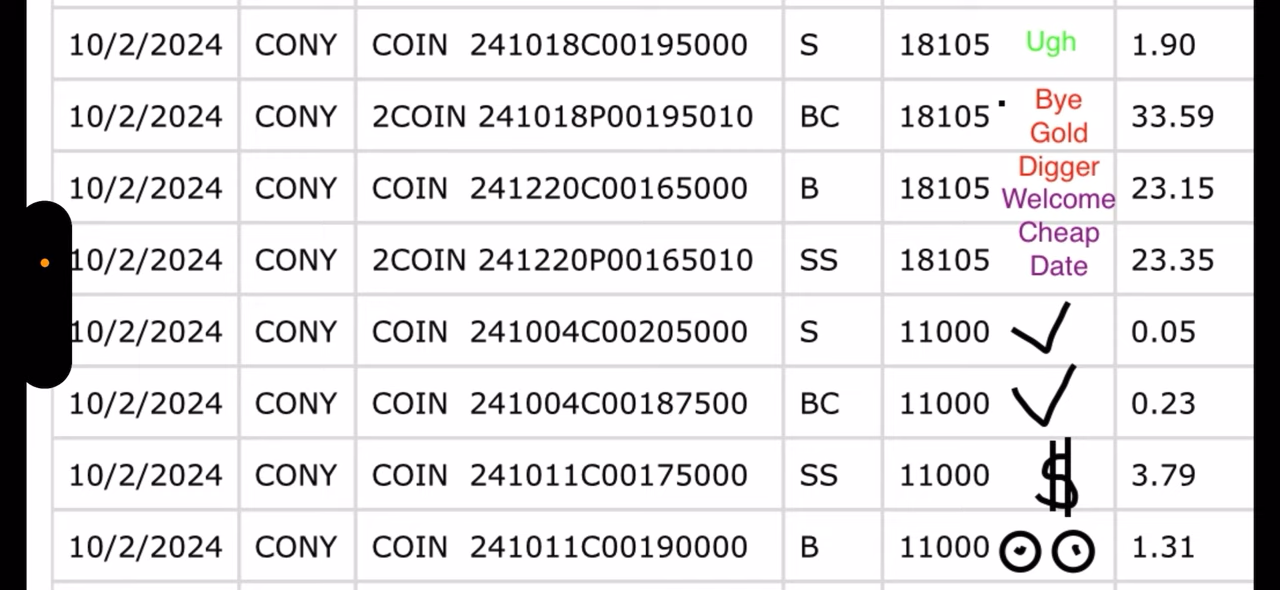 10/2/2024 CONY COIN 241018C00195000 S 18105 Ugh 1.90
10/2/2024 CONY 2COIN 241018P00195010 BC 18105 Bye Gold 33.59
10/2/2024 CONY COIN 241220C00165000 B 18105 Digger Welcome 23.15
10/2/2024 CONY 2COIN 241220P00165010 SS 18105 Cheap Date 23.35
10/2/2024 CONY COIN 241004C00205000 S 11000 0.05
10/2/2024 CONY COIN 241004C00187500 BC 11000 0.23
10/2/2024 CONY COIN 241011C00175000 SS 11000 $ 3.79
10/2/2024 CONY COIN 241011C00190000 B 11000 1.31